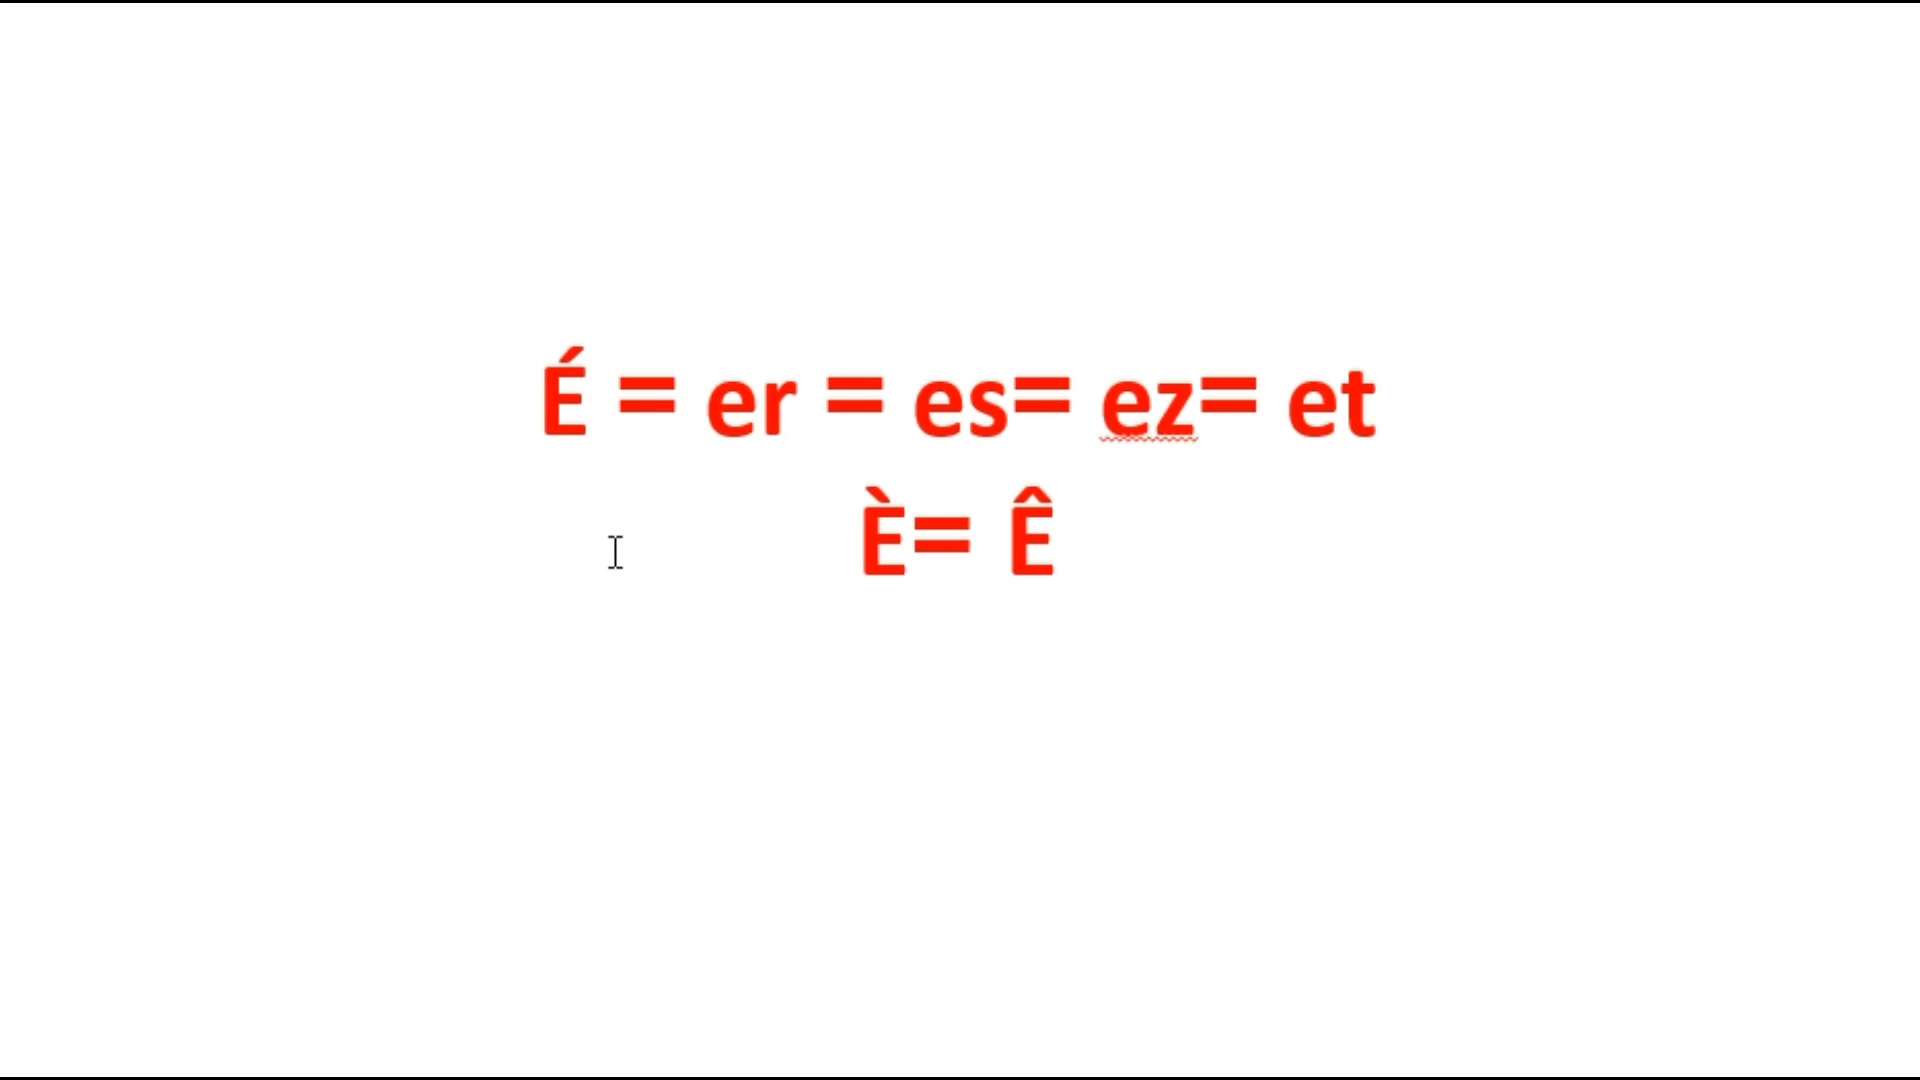 É = er = es= ez= et
È= Ê